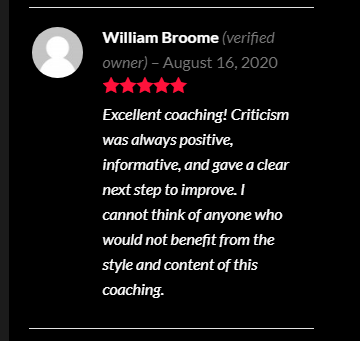 William Broome (verified
owner) – August 16, 2020
Excellent coaching! Criticism
was always positive,
informative, and gave a clear
next step to improve. I
cannot think of anyone who
would not benefit from the
style and content of this
coaching.